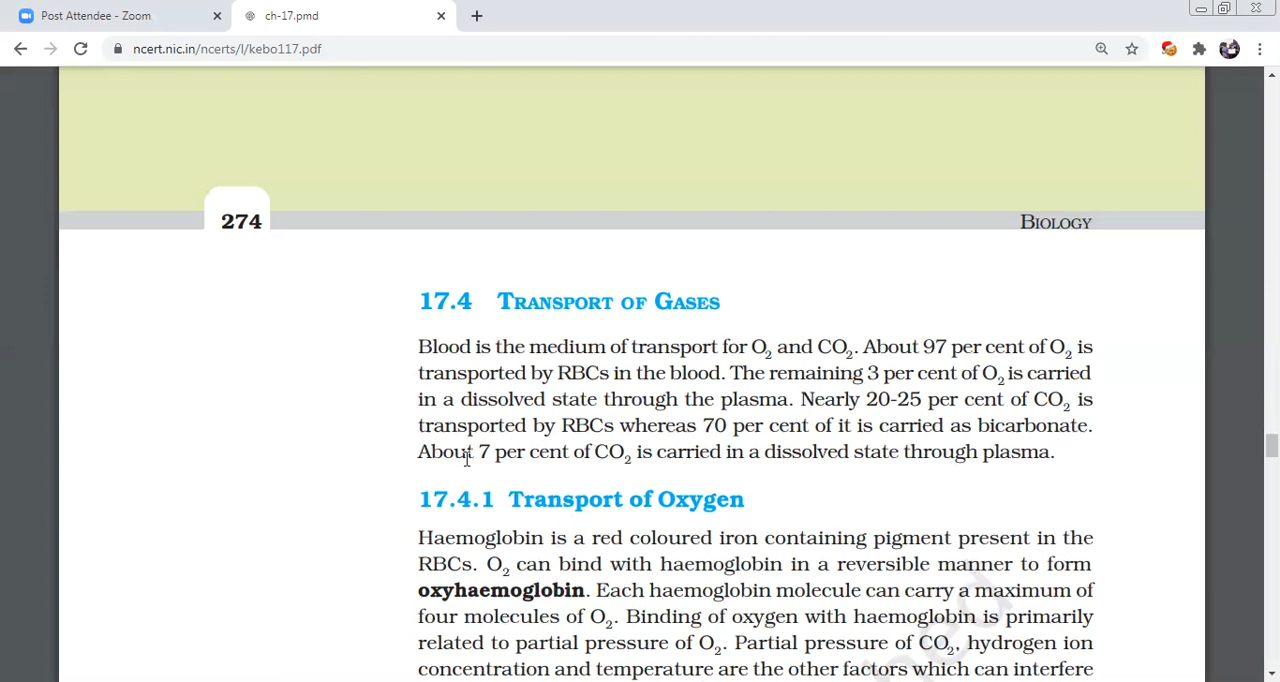 Post Attendee - Zoom
ch-17.pmd
ncert.nic.in/ncerts/l/kebo117.pdf
274
BIOLOGY
17.4 TRANSPORT OF GASES
Blood is the medium of transport for O₂ and CO₂. About 97 per cent of O₂ is
transported by RBCs in the blood. The remaining 3 per cent of O₂ is carried
in a dissolved state through the plasma. Nearly 20-25 per cent of CO₂ is
transported by RBCs whereas 70 per cent of it is carried as bicarbonate.
About 7 per cent of CO₂ is carried in a dissolved state through plasma.
17.4.1 Transport of Oxygen
Haemoglobin is a red coloured iron containing pigment present in the
RBCs. O₂ can bind with haemoglobin in a reversible manner to form
oxyhaemoglobin. Each haemoglobin molecule can carry a maximum of
four molecules of O₂. Binding of oxygen with haemoglobin is primarily
related to partial pressure of O₂. Partial pressure of CO₂, hydrogen ion
concentration and temperature are the other factors which can interfere